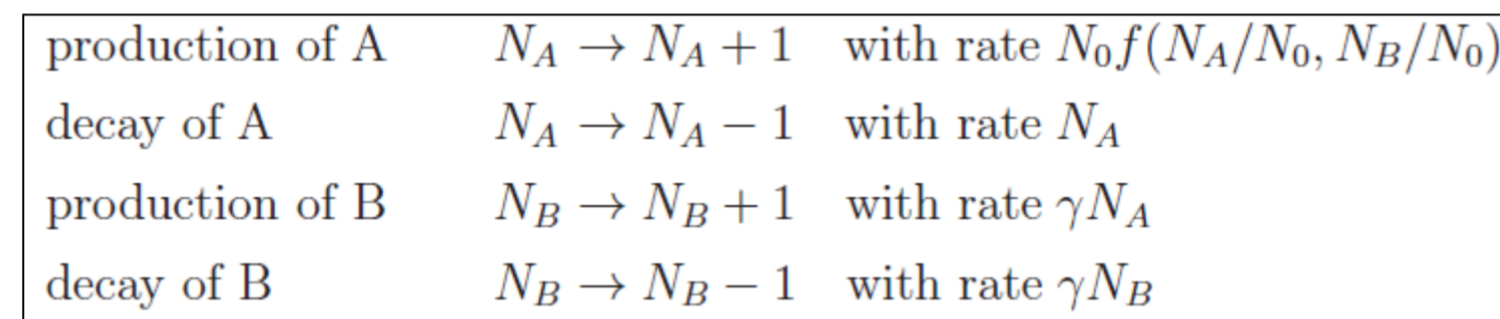 production of A N_A → N_A + 1 with rate N_0 f(N_A/N_0, N_B/N_0)
decay of A N_A → N_A − 1 with rate N_A
production of B N_B → N_B + 1 with rate γN_A
decay of B N_B → N_B − 1 with rate γN_B